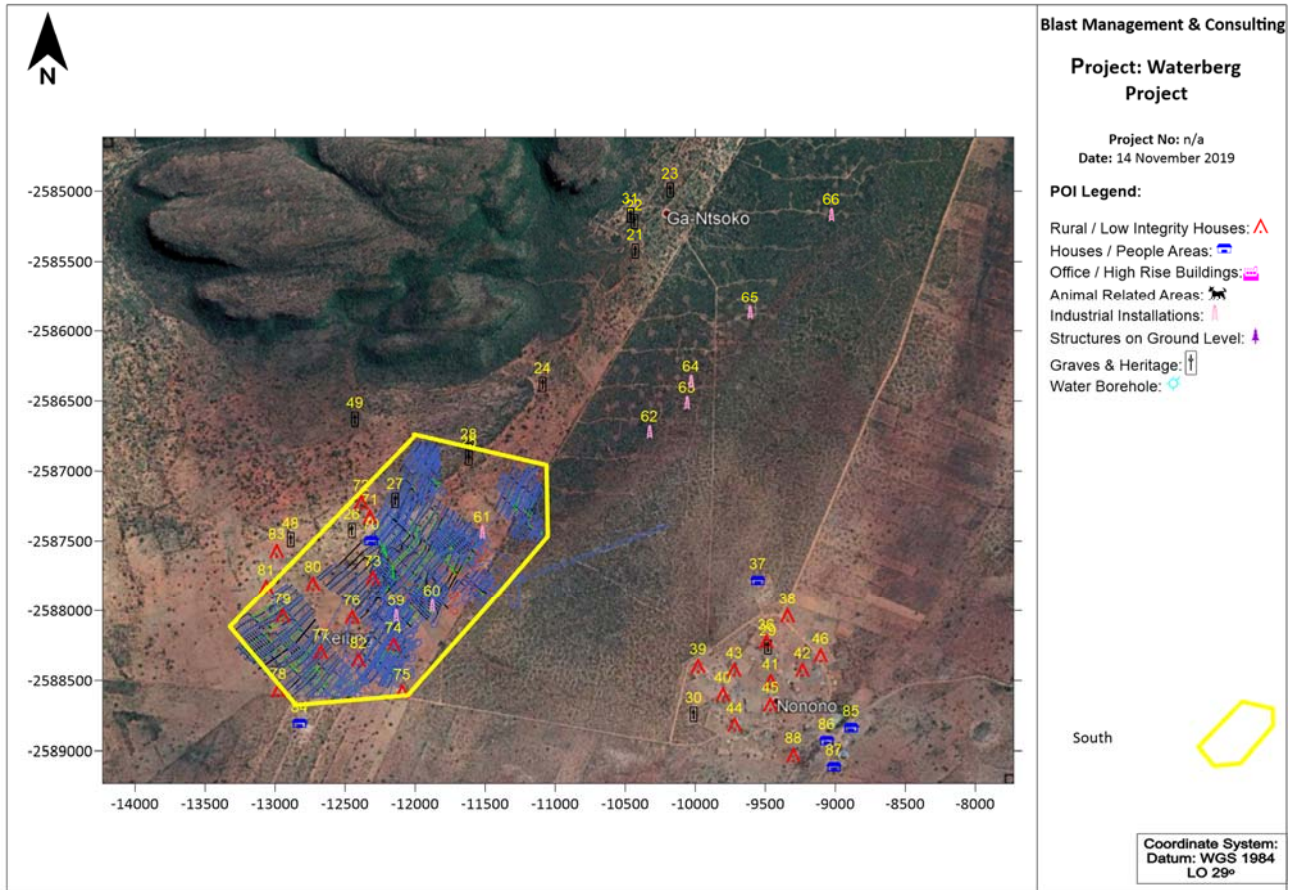 N
Blast Management & Consulting
Project: Waterberg
Project
Project No: n/a
Date: 14 November 2019
POI Legend:
Rural / Low Integrity Houses:
Houses / People Areas:
Office / High Rise Buildings:
Animal Related Areas:
Industrial Installations:
Structures on Ground Level:
Graves & Heritage:
Water Borehole:
South
Coordinate System:
Datum: WGS 1984
LO 29º
-2585000
-2585500
-2586000
-2586500
-2587000
-2587500
-2588000
-2588500
-2589000
-14000 -13500 -13000 -12500 -12000 -11500 -11000 -10500 -10000 -9500 -9000 -8500 -8000
23
31
22
Ga-Ntsoko
66
21
65
24
64
63
62
49
28
27
72
71
26
61
48
70
83
73
80
81
60
59
79
76
74
77
82
78
75
84
37
38
36
29
46
39
43
42
41
40
45
30
44
Nonono
85
86
88
87